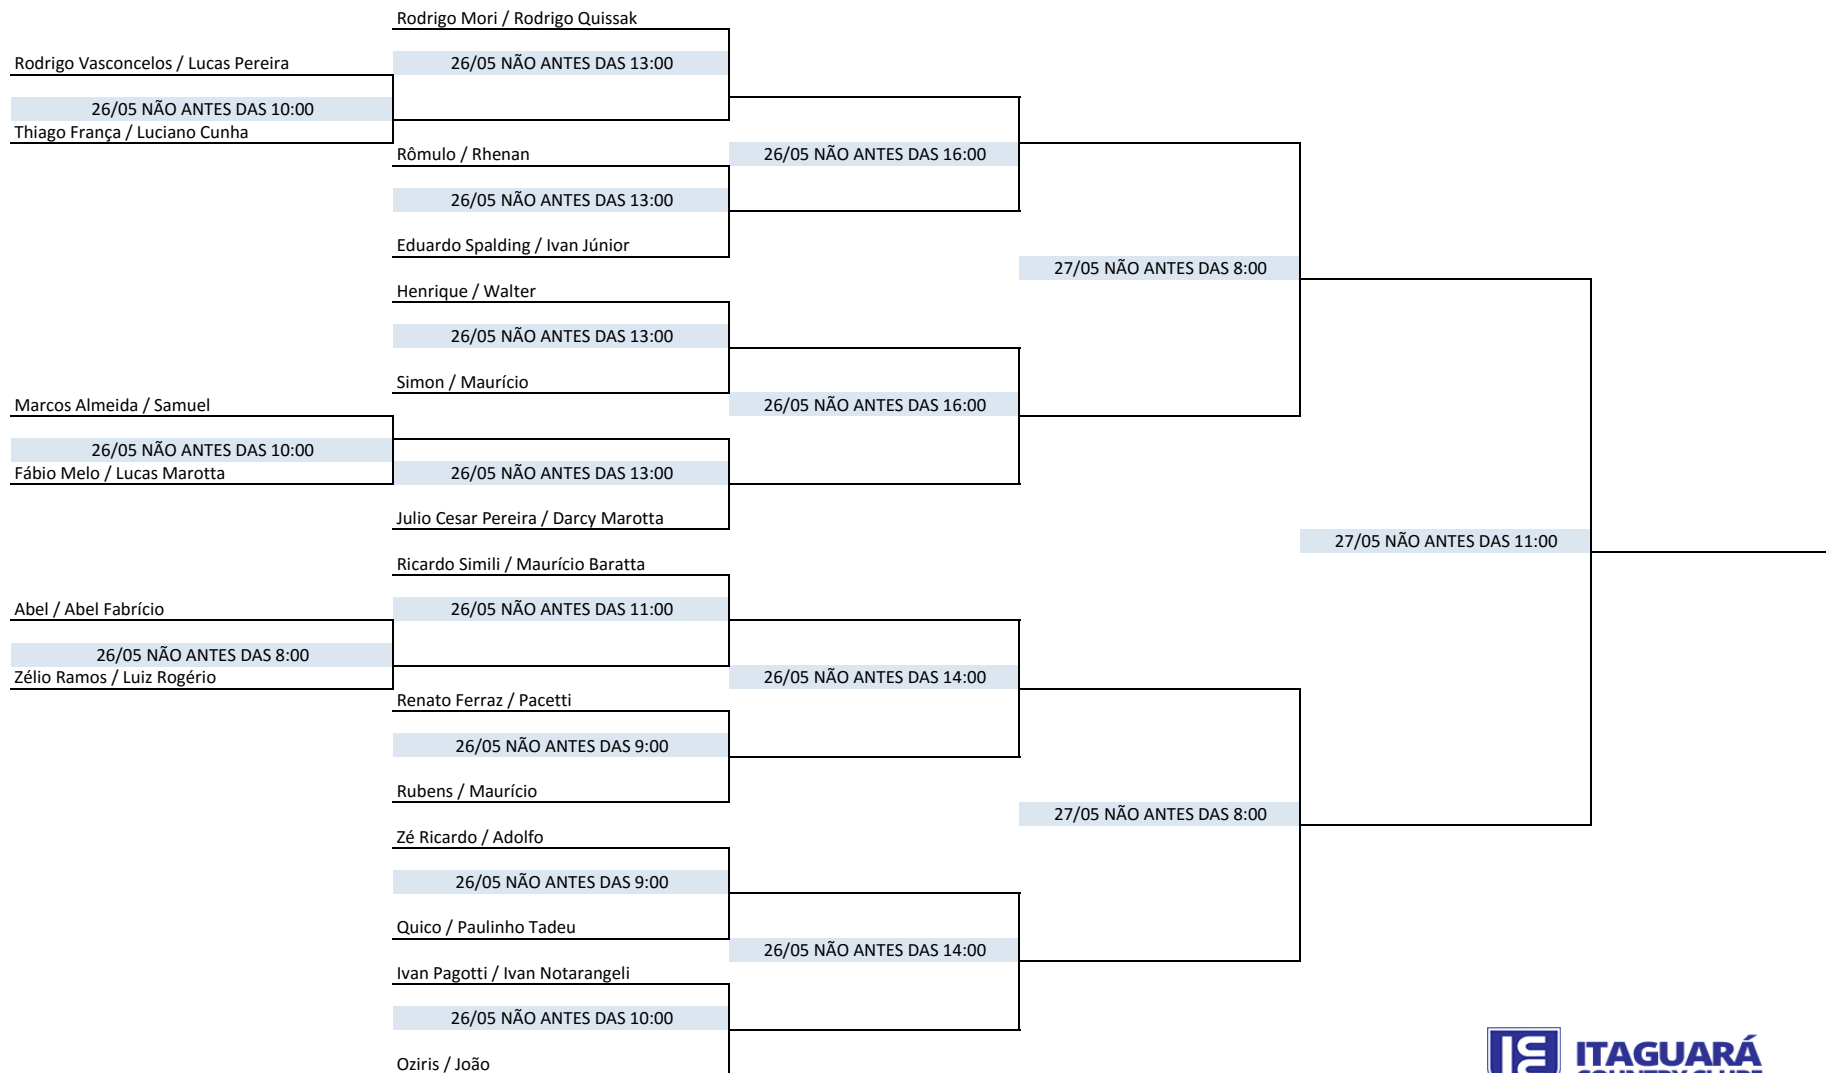 Rodrigo Mori / Rodrigo Quissak
26/05 NÃO ANTES DAS 13:00
Rodrigo Vasconcelos / Lucas Pereira
26/05 NÃO ANTES DAS 10:00
Thiago França / Luciano Cunha
Rômulo / Rhenan
26/05 NÃO ANTES DAS 16:00
26/05 NÃO ANTES DAS 13:00
Eduardo Spalding / Ivan Júnior
27/05 NÃO ANTES DAS 8:00
Henrique / Walter
26/05 NÃO ANTES DAS 13:00
Simon / Maurício
Marcos Almeida / Samuel
26/05 NÃO ANTES DAS 16:00
26/05 NÃO ANTES DAS 10:00
Fábio Melo / Lucas Marotta
26/05 NÃO ANTES DAS 13:00
Julio Cesar Pereira / Darcy Marotta
27/05 NÃO ANTES DAS 11:00
Ricardo Simili / Maurício Baratta
Abel / Abel Fabrício
26/05 NÃO ANTES DAS 11:00
26/05 NÃO ANTES DAS 8:00
Zélio Ramos / Luiz Rogério
26/05 NÃO ANTES DAS 14:00
Renato Ferraz / Pacetti
26/05 NÃO ANTES DAS 9:00
Rubens / Maurício
27/05 NÃO ANTES DAS 8:00
Zé Ricardo / Adolfo
26/05 NÃO ANTES DAS 9:00
Quico / Paulinho Tadeu
26/05 NÃO ANTES DAS 14:00
Ivan Pagotti / Ivan Notarangeli
26/05 NÃO ANTES DAS 10:00
Oziris / João
ITAGUARÁ
COUNTRY CLUBE